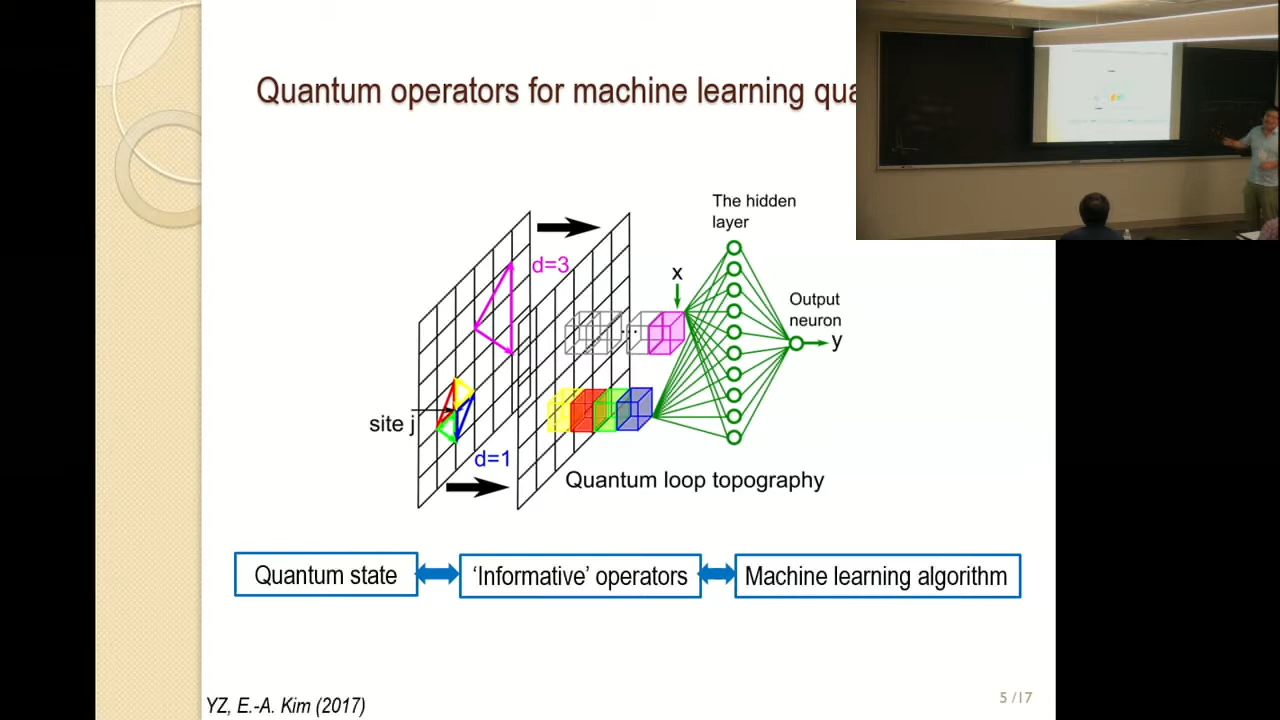 Quantum operators for machine learning
The hidden
layer
d=3
x
Output
neuron
y
...
site j
d=1
Quantum loop topography
Quantum state
‘Informative’ operators
Machine learning algorithm
YZ, E.-A. Kim (2017)
5 /17